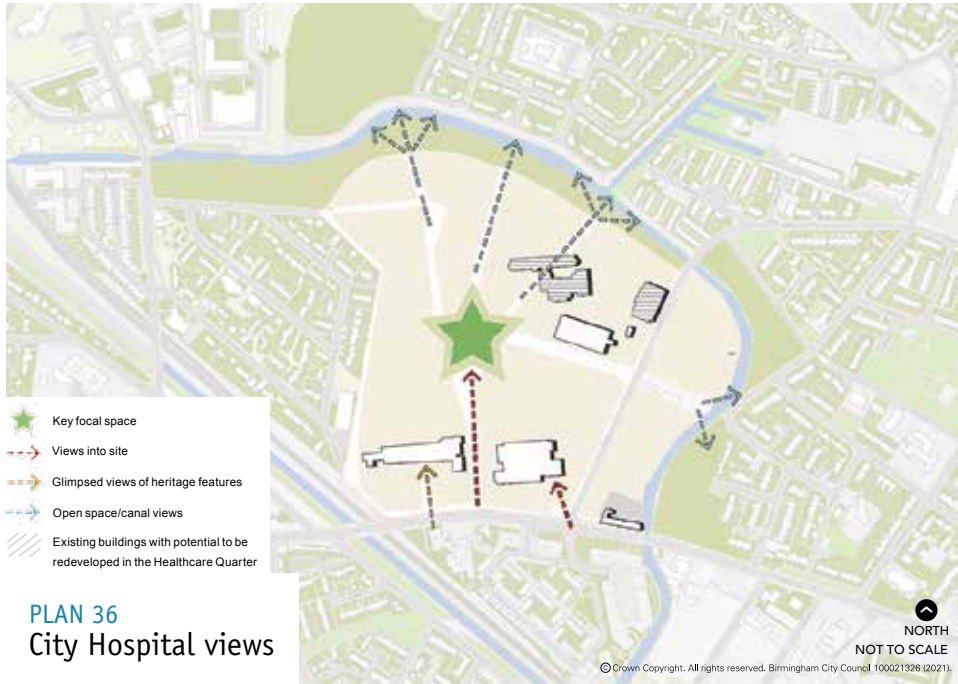 Key focal space
Views into site
Glimpsed views of heritage features
Open space/canal views
Existing buildings with potential to be
redeveloped in the Healthcare Quarter
PLAN 36
City Hospital views
NORTH
NOT TO SCALE
© Crown Copyright. All rights reserved. Birmingham City Council 100021326 (2021).